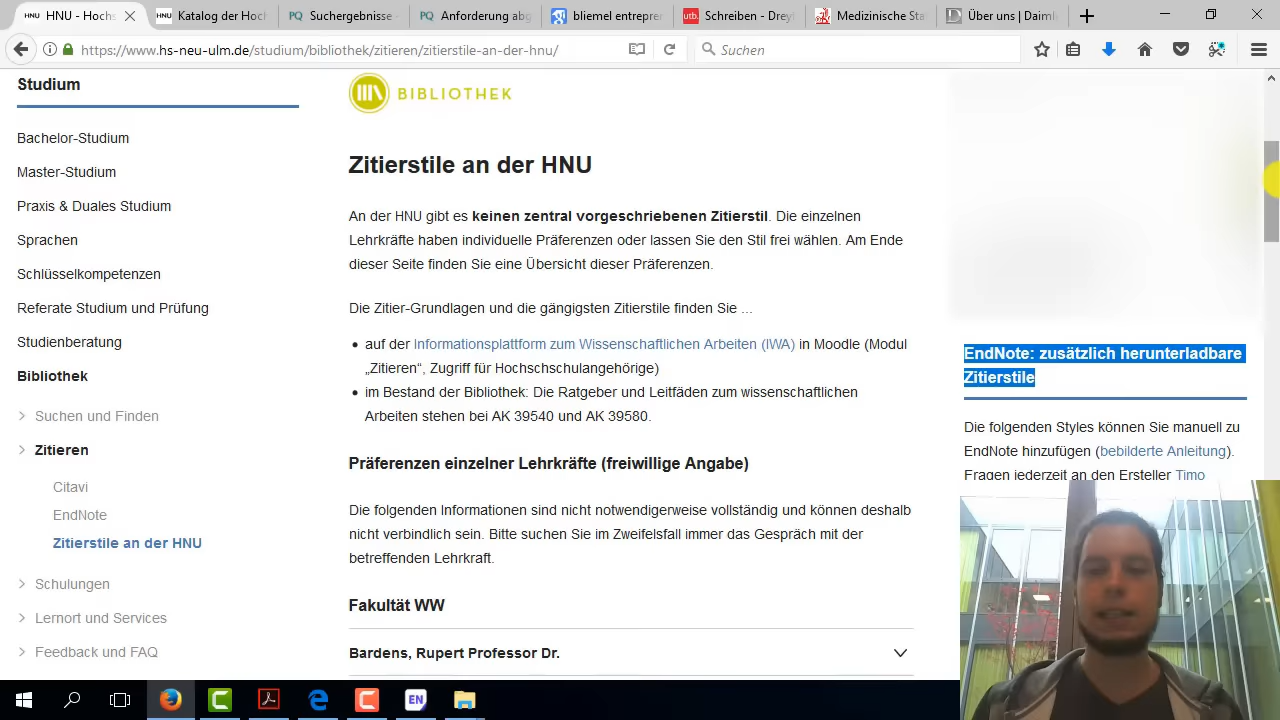 HNU - Hochs
HNU Katalog der Hoch
PQ Suchergebnisse -
PQ Anforderung abg
bliemel entrepren
utb. Schreiben - Drey
Medizinische Sta
Über uns | Daiml
https://www.hs-neu-ulm.de/studium/bibliothek/zitieren/zitierstile-an-der-hnu/
Suchen
Studium
Bachelor-Studium
Master-Studium
Praxis & Duales Studium
Sprachen
Schlüsselkompetenzen
Referate Studium und Prüfung
Studienberatung
Bibliothek
Suchen und Finden
Zitieren
Citavi
EndNote
Zitierstile an der HNU
Schulungen
Lernort und Services
Feedback und FAQ
BIBLIOTHEK
Zitierstile an der HNU
An der HNU gibt es keinen zentral vorgeschriebenen Zitierstil. Die einzelnen
Lehrkräfte haben individuelle Präferenzen oder lassen Sie den Stil frei wählen. Am Ende
dieser Seite finden Sie eine Übersicht dieser Präferenzen.
Die Zitier-Grundlagen und die gängigsten Zitierstile finden Sie ...
• auf der Informationsplattform zum Wissenschaftlichen Arbeiten (IWA) in Moodle (Modul
„Zitieren“, Zugriff für Hochschulangehörige)
• im Bestand der Bibliothek: Die Ratgeber und Leitfäden zum wissenschaftlichen
Arbeiten stehen bei AK 39540 und AK 39580.
Präferenzen einzelner Lehrkräfte (freiwillige Angabe)
Die folgenden Informationen sind nicht notwendigerweise vollständig und können deshalb
nicht verbindlich sein. Bitte suchen Sie im Zweifelsfall immer das Gespräch mit der
betreffenden Lehrkraft.
Fakultät WW
Bardens, Rupert Professor Dr.
EndNote: zusätzlich herunterladbare
Zitierstile
Die folgenden Styles können Sie manuell zu
EndNote hinzufügen (bebilderte Anleitung).
Fragen jederzeit an den Ersteller Timo
EN